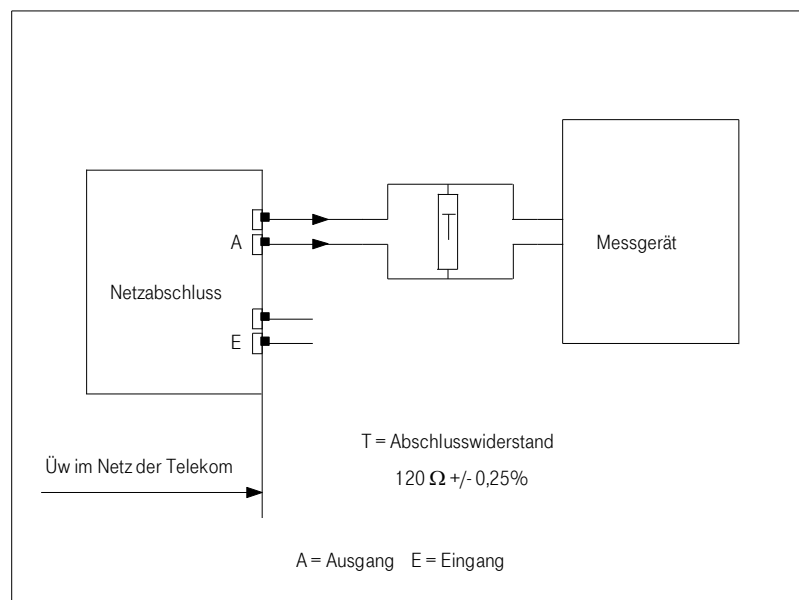 A
Netzabschluss
E
T
Messgerät
Üw im Netz der Telekom
T = Abschlusswiderstand
120 Ω +/- 0,25%
A = Ausgang E = Eingang